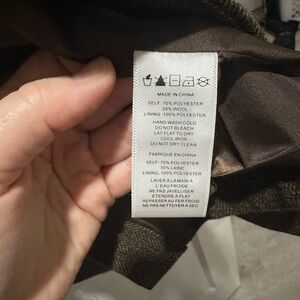 MADE IN CHINA
SELF: 70% POLYESTER
30% WOOL
LINING: 100% POLYESTER
HAND WASH COLD
DO NOT BLEACH
LAY FLAT TO DRY
COOL IRON
DO NOT DRY CLEAN
FABRIQUÉ EN CHINA
SELF: 70% POLYESTER
30% LAINE
LINING: 100% POLYESTER
LAVER À LA MAIN À
L'EAU FROIDE
NE PAS JAVELLISER
ETENDRE À PLAT
REPASSER AU FER FROID
NE PAS NETTOYER A SEC